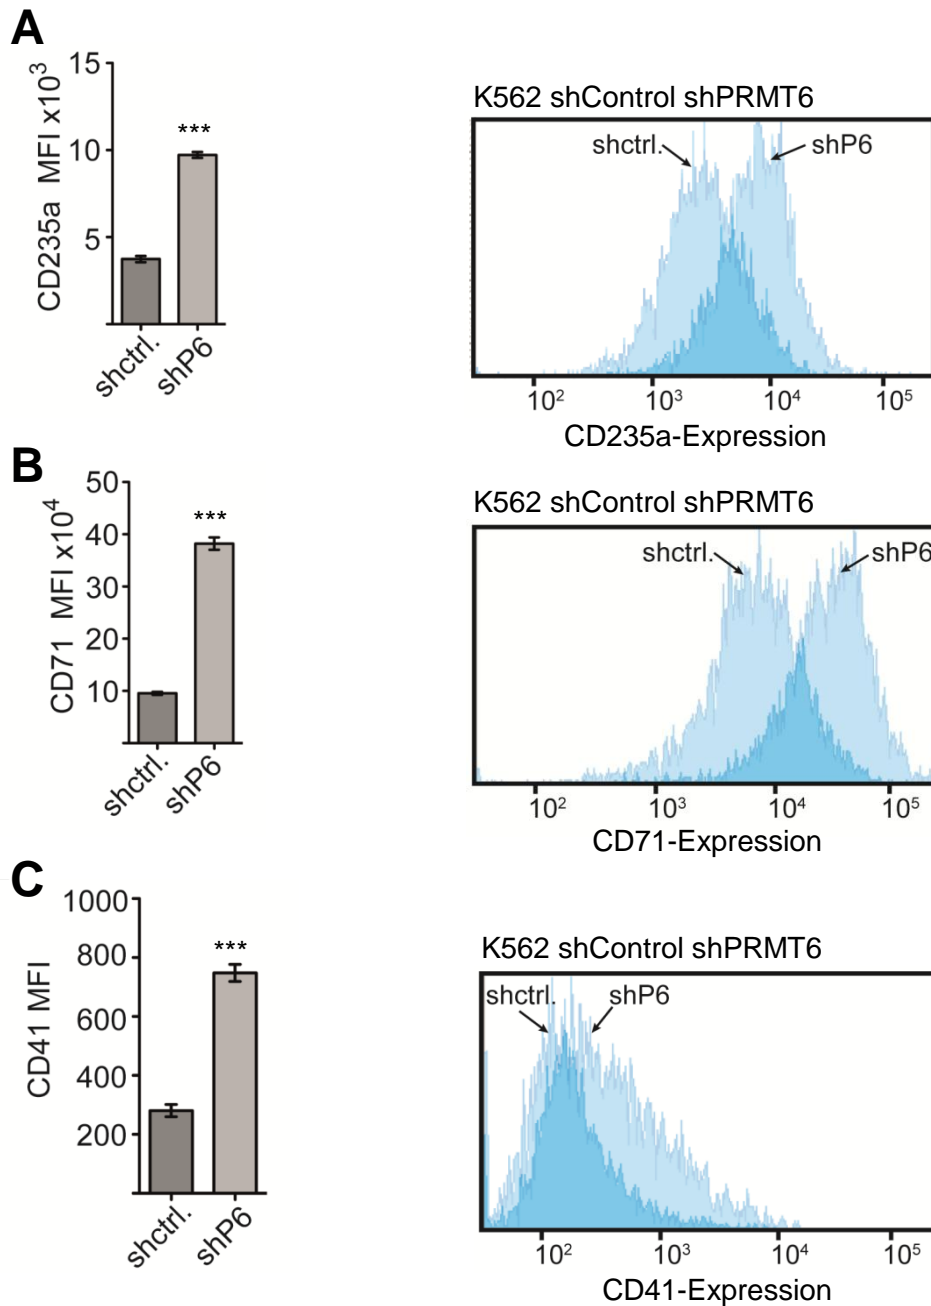 A
CD235a MFI x10³
15
10
5
***
shctrl.
shP6
K562 shControl shPRMT6
shctrl.
shP6
10² 10³ 10⁴ 10⁵
CD235a-Expression
B
CD71 MFI x10⁴
50
40
30
20
10
***
shctrl.
shP6
K562 shControl shPRMT6
shctrl.
shP6
10² 10³ 10⁴ 10⁵
CD71-Expression
C
CD41 MFI
1000
800
600
400
200
***
shctrl.
shP6
K562 shControl shPRMT6
shctrl.
shP6
10² 10³ 10⁴ 10⁵
CD41-Expression